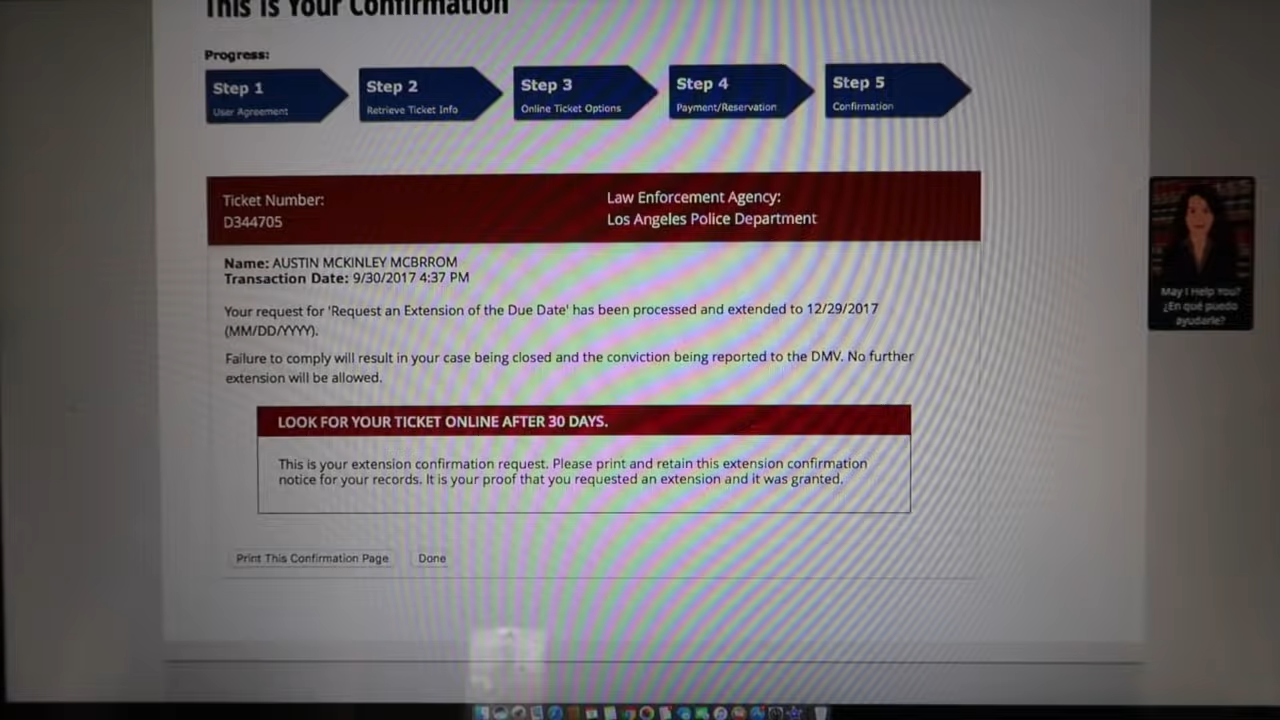 This Is Your Confirmation
Progress:
Step 1
User Agreement
Step 2
Retrieve Ticket Info
Step 3
Online Ticket Options
Step 4
Payment/Reservation
Step 5
Confirmation
Ticket Number:
D344705
Law Enforcement Agency:
Los Angeles Police Department
Name: AUSTIN MCKINLEY MCBRROM
Transaction Date: 9/30/2017 4:37 PM
Your request for 'Request an Extension of the Due Date' has been processed and extended to 12/29/2017
(MM/DD/YYYY).
Failure to comply will result in your case being closed and the conviction being reported to the DMV. No further
extension will be allowed.
LOOK FOR YOUR TICKET ONLINE AFTER 30 DAYS.
This is your extension confirmation request. Please print and retain this extension confirmation
notice for your records. It is your proof that you requested an extension and it was granted.
Print This Confirmation Page
Done
May I Help You?
¿En qué puedo
ayudarle?